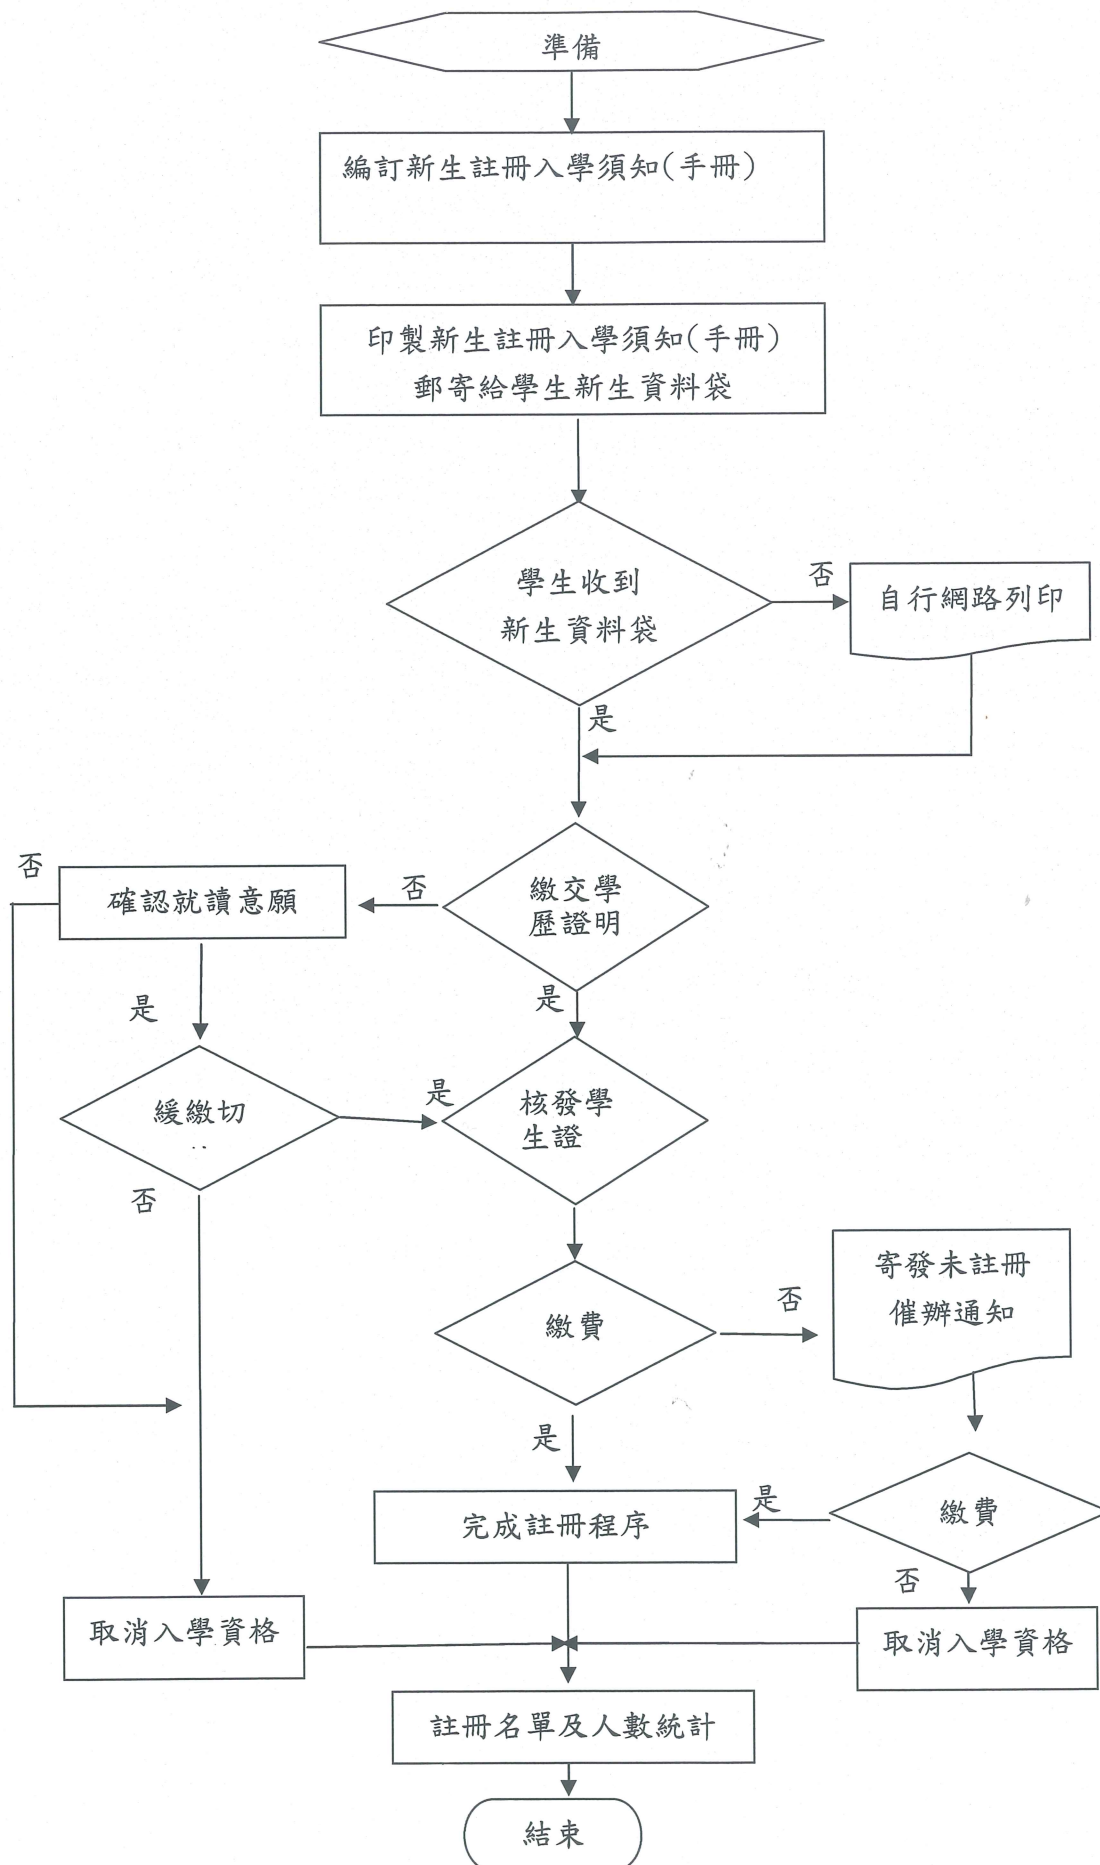 準備
編訂新生註冊入學須知(手冊)
印製新生註冊入學須知(手冊)
郵寄給學生新生資料袋
學生收到
新生資料袋
否
自行網路列印
是
否
確認就讀意願
否
繳交學
歷證明
是
是
緩繳切
是
核發學
生證
否
寄發未註冊
催辦通知
否
繳費
是
完成註冊程序
是
繳費
否
取消入學資格
取消入學資格
註冊名單及人數統計
結束